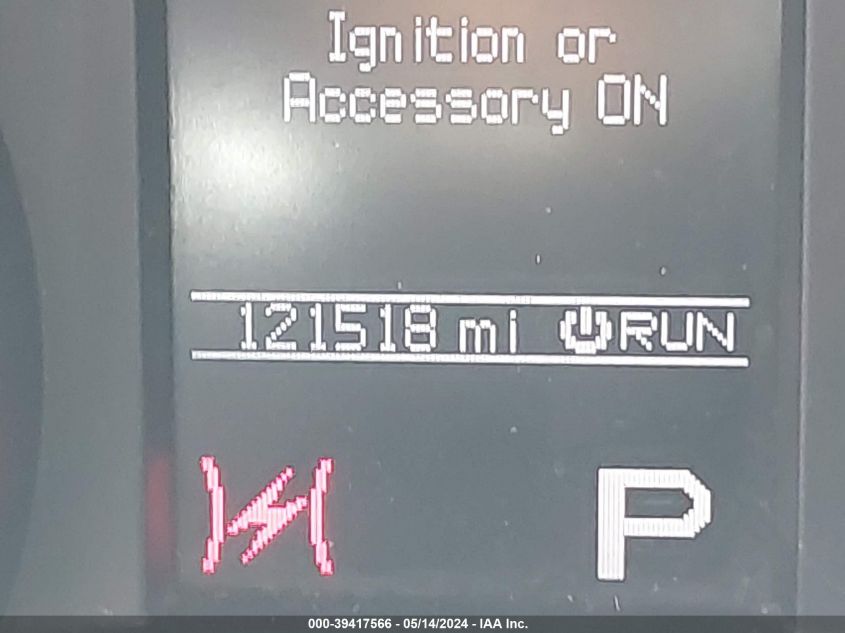 Ignition or
Accessory ON
121518 mi RUN
P
000-39417566 - 05/14/2024 - IAA Inc.